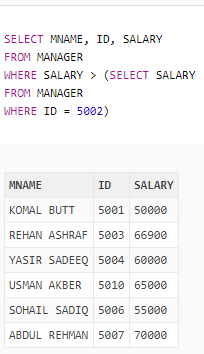 SELECT MNAME, ID, SALARY
FROM MANAGER
WHERE SALARY > (SELECT SALARY
FROM MANAGER
WHERE ID = 5002)
MNAME ID SALARY
KOMAL BUTT 5001 50000
REHAN ASHRAF 5003 66900
YASIR SADEEQ 5004 60000
USMAN AKBER 5010 65000
SOHAIL SADIQ 5006 55000
ABDUL REHMAN 5007 70000